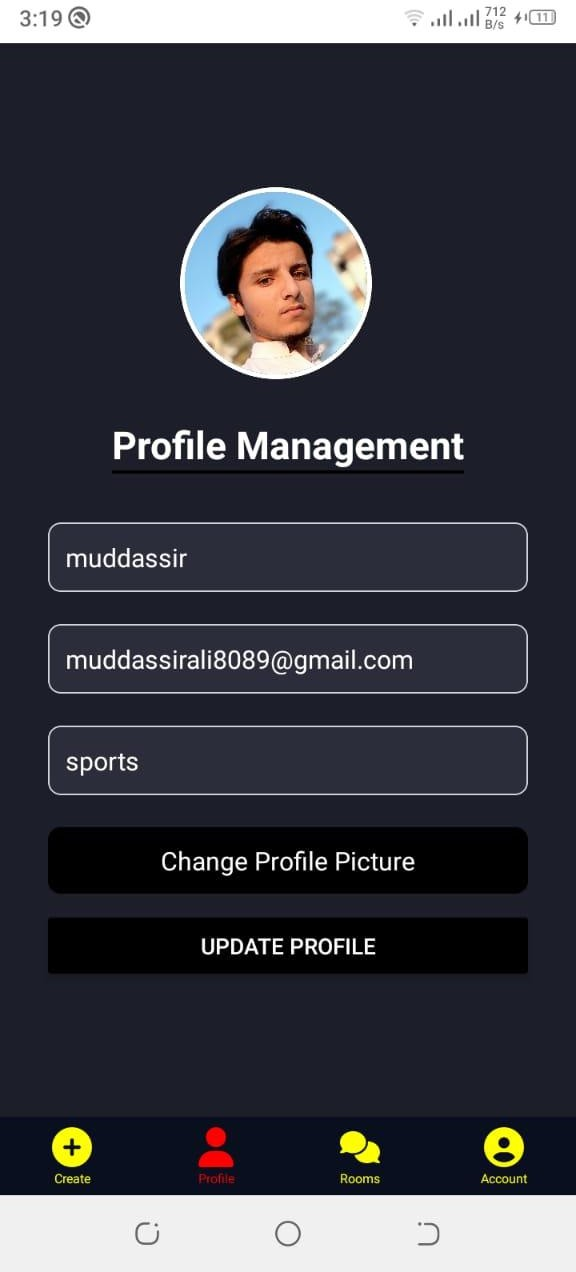 3:19
712
B/s
11
Profile Management
muddassir
muddassirali8089@gmail.com
sports
Change Profile Picture
UPDATE PROFILE
Create
Profile
Rooms
Account